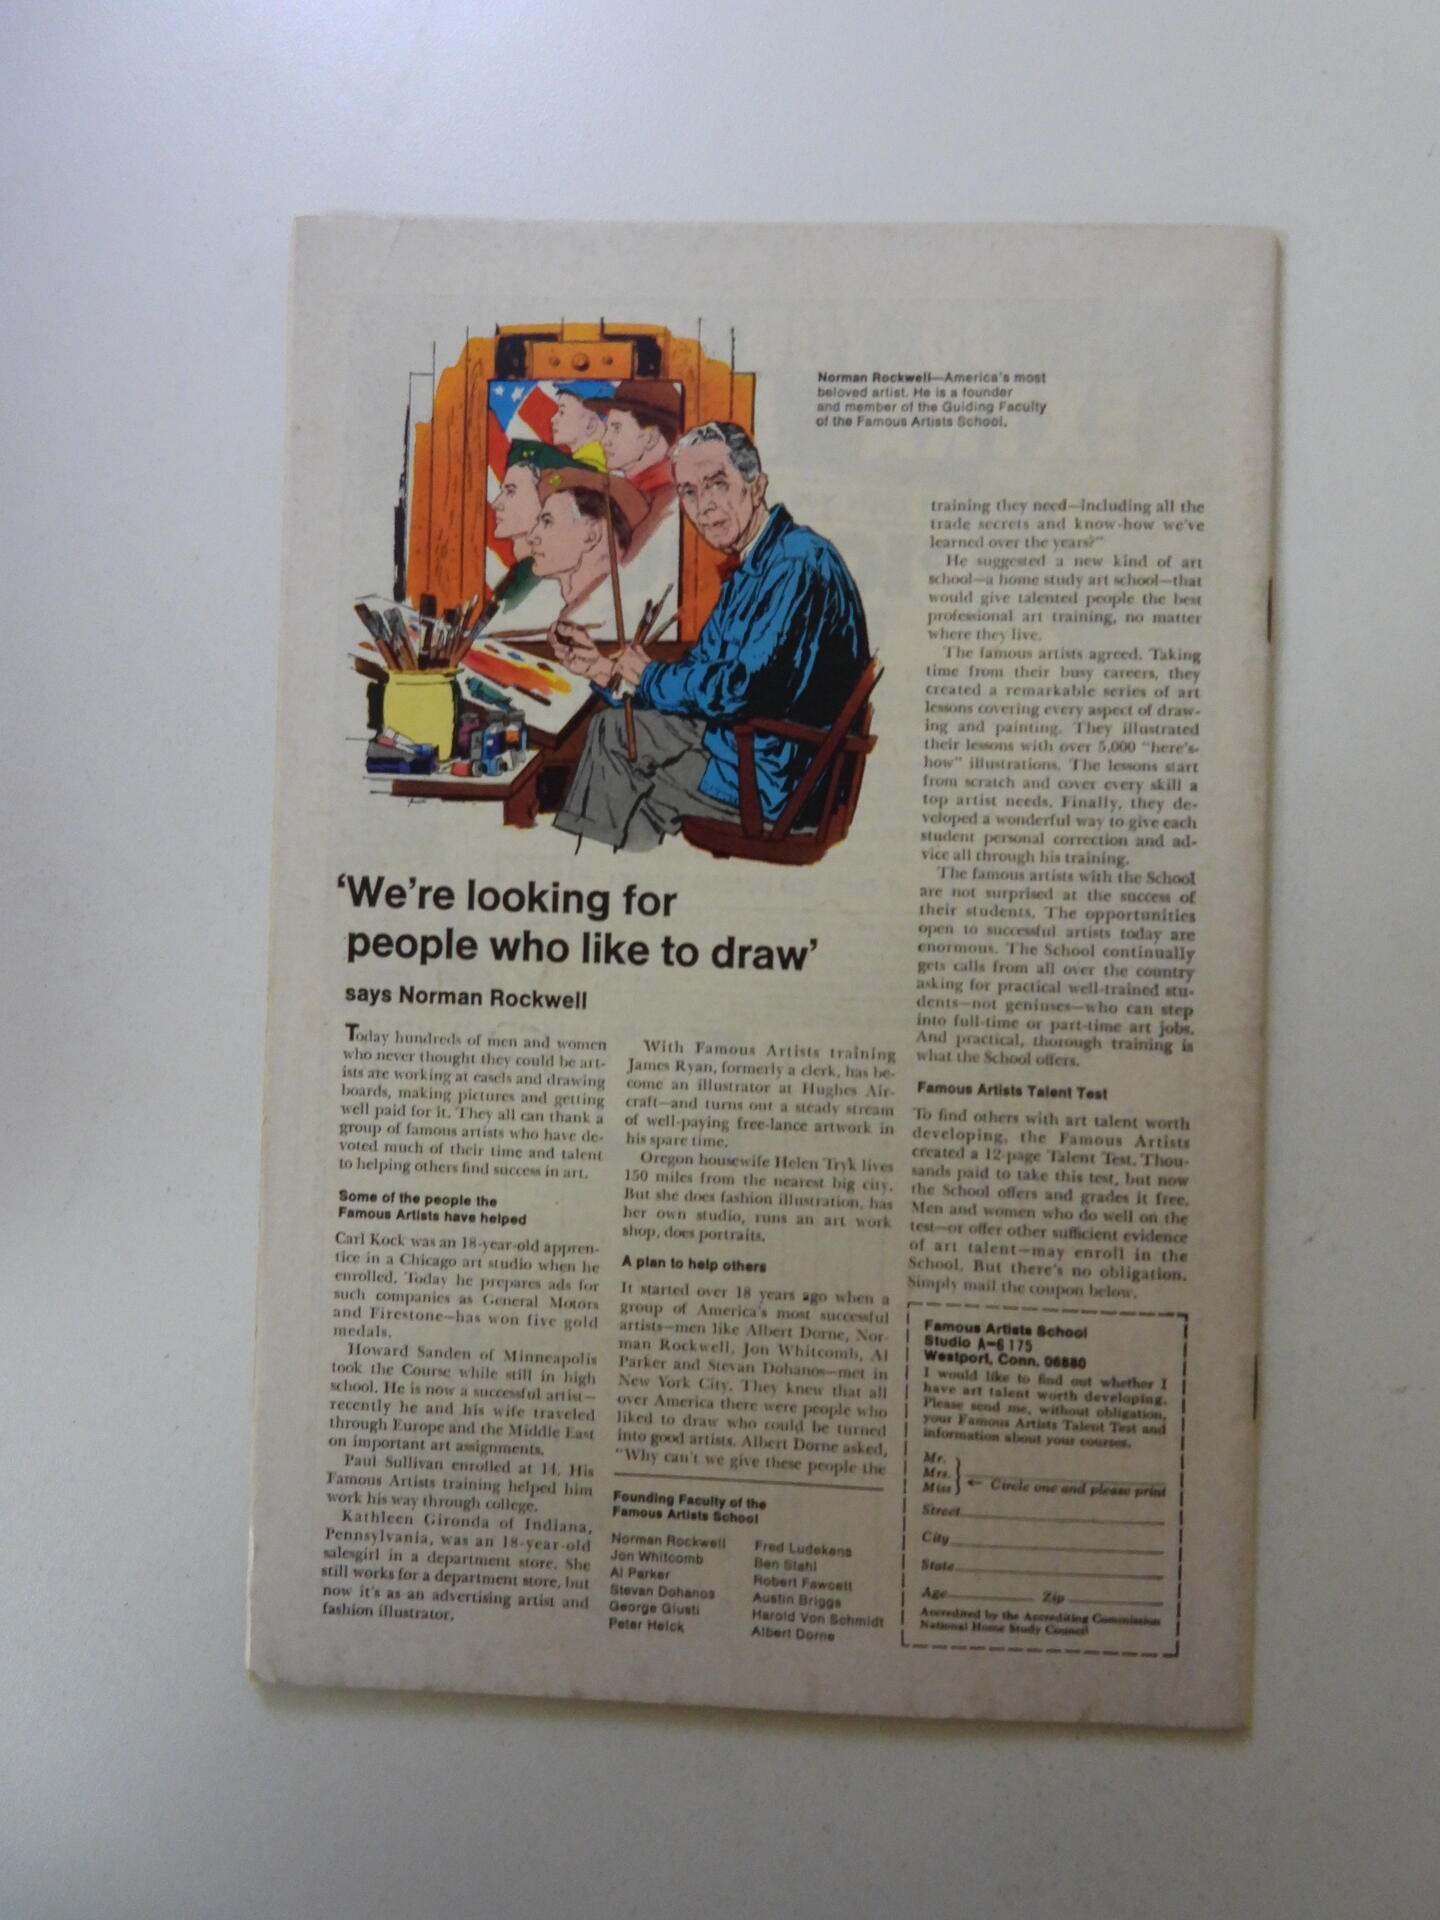 Norman Rockwell—America's most
beloved artist. He is a founder
and member of the Guiding Faculty
of the Famous Artists School.
'We're looking for
people who like to draw'
says Norman Rockwell
Today hundreds of men and women
who never thought they could be art-
ists are working at easels and drawing
boards, making pictures and getting
well paid for it. They all can thank a
group of famous artists who have de-
voted much of their time and talent
to helping others find success in art.
Some of the people the
Famous Artists have helped
Carl Kock was an 18-year-old appren-
tice in a Chicago art studio when he
enrolled. Today he prepares ads for
such companies as General Motors
and Firestone—has won five gold
medals.
Howard Sanden of Minneapolis
took the Course while still in high
school. He is now a successful artist—
recently he and his wife traveled
through Europe and the Middle East
on important art assignments.
Paul Sullivan enrolled at 14. His
Famous Artists training helped him
work his way through college.
Kathleen Gironda of Indiana,
Pennsylvania, was an 18-year-old
salesgirl in a department store. She
still works for a department store, but
now it's as an advertising artist and
fashion illustrator.
With Famous Artists training
James Ryan, formerly a clerk, has be-
come an illustrator at Hughes Air-
craft—and turns out a steady stream
of well-paying free-lance artwork in
his spare time.
Oregon housewife Helen Tryk lives
150 miles from the nearest big city.
But she does fashion illustration, has
her own studio, runs an art work
shop, does portraits.
A plan to help others
It started over 18 years ago when a
group of America's most successful
artists—men like Albert Dorne, Nor-
man Rockwell, Jon Whitcomb, Al
Parker and Stevan Dohanos—met in
New York City. They knew that all
over America there were people who
liked to draw who could be turned
into good artists. Albert Dorne asked,
"Why can't we give these people the
Founding Faculty of the
Famous Artists School
Norman Rockwell
Jon Whitcomb
Al Parker
Stevan Dohanos
George Giusti
Peter Helck
Fred Ludekens
Ben Stahl
Robert Fawcett
Austin Briggs
Harold Von Schmidt
Albert Dorne
training they need—including all the
trade secrets and know-how we've
learned over the years?"
He suggested a new kind of art
school—a home study art school—that
would give talented people the best
professional art training, no matter
where they live.
The famous artists agreed. Taking
time from their busy careers, they
created a remarkable series of art
lessons covering every aspect of draw-
ing and painting. They illustrated
their lessons with over 5,000 "here's-
how" illustrations. The lessons start
from scratch and cover every skill a
top artist needs. Finally, they de-
veloped a wonderful way to give each
student personal correction and ad-
vice all through his training.
The famous artists with the School
are not surprised at the success of
their students. The opportunities
open to successful artists today are
enormous. The School continually
gets calls from all over the country
asking for practical well-trained stu-
dents—not geniuses—who can step
into full-time or part-time art jobs.
And practical, thorough training is
what the School offers.
Famous Artists Talent Test
To find others with art talent worth
developing, the Famous Artists
created a 12-page Talent Test. Thou-
sands paid to take this test, but now
the School offers and grades it free.
Men and women who do well on the
test—or offer other sufficient evidence
of art talent—may enroll in the
School. But there's no obligation.
Simply mail the coupon below.
Famous Artists School
Studio A-6175
Westport, Conn. 06880
I would like to find out whether I
have art talent worth developing.
Please send me, without obligation,
your Famous Artists Talent Test and
information about your courses.
Mr.
Mrs.
Miss
← Circle one and please print
Street
City
State
Age Zip
Accredited by the Accrediting Commission
National Home Study Council